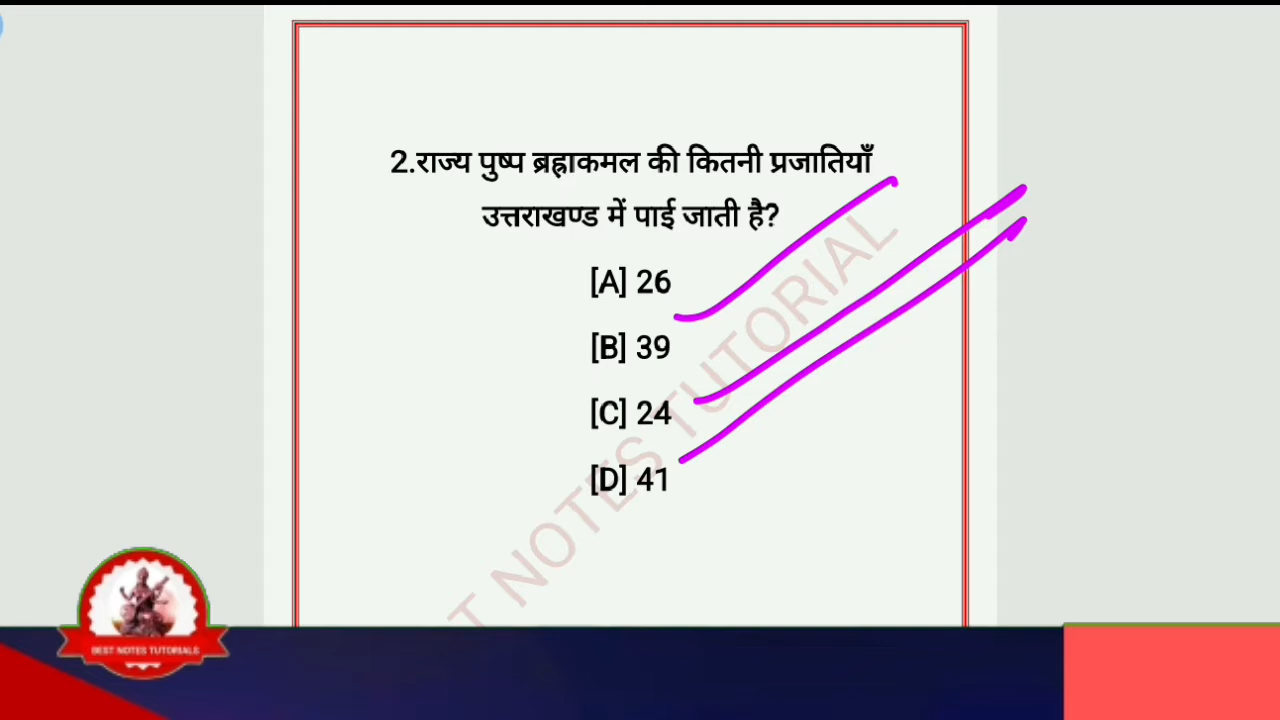 2.राज्य पुष्प ब्रह्मकमल की कितनी प्रजातियाँ
उत्तराखण्ड में पाई जाती है?
[A] 26
[B] 39
[C] 24
[D] 41
T NOTES TUTORIAL
BEST NOTES TUTORIALS